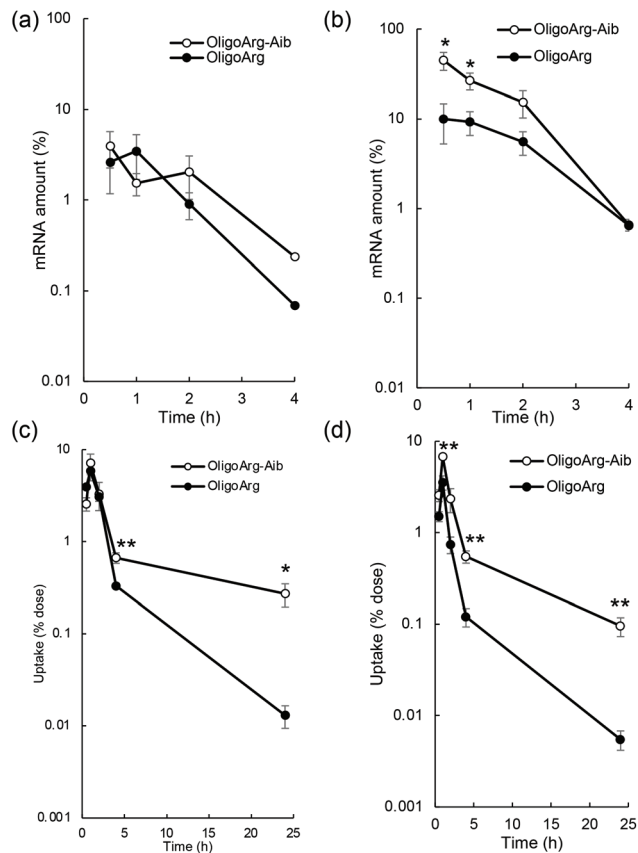 (a)
100
10
1
0.1
0.01
mRNA amount (%)
OligoArg-Aib
OligoArg
0 1 2 3 4
Time (h)
(b)
100
10
1
0.1
0.01
mRNA amount (%)
OligoArg-Aib
OligoArg
* *
0 1 2 3 4
Time (h)
(c)
10
1
0.1
0.01
0.001
Uptake (% dose)
OligoArg-Aib
OligoArg
** *
0 5 10 15 20 25
Time (h)
(d)
10
1
0.1
0.01
0.001
Uptake (% dose)
OligoArg-Aib
OligoArg
**
**
**
0 5 10 15 20 25
Time (h)